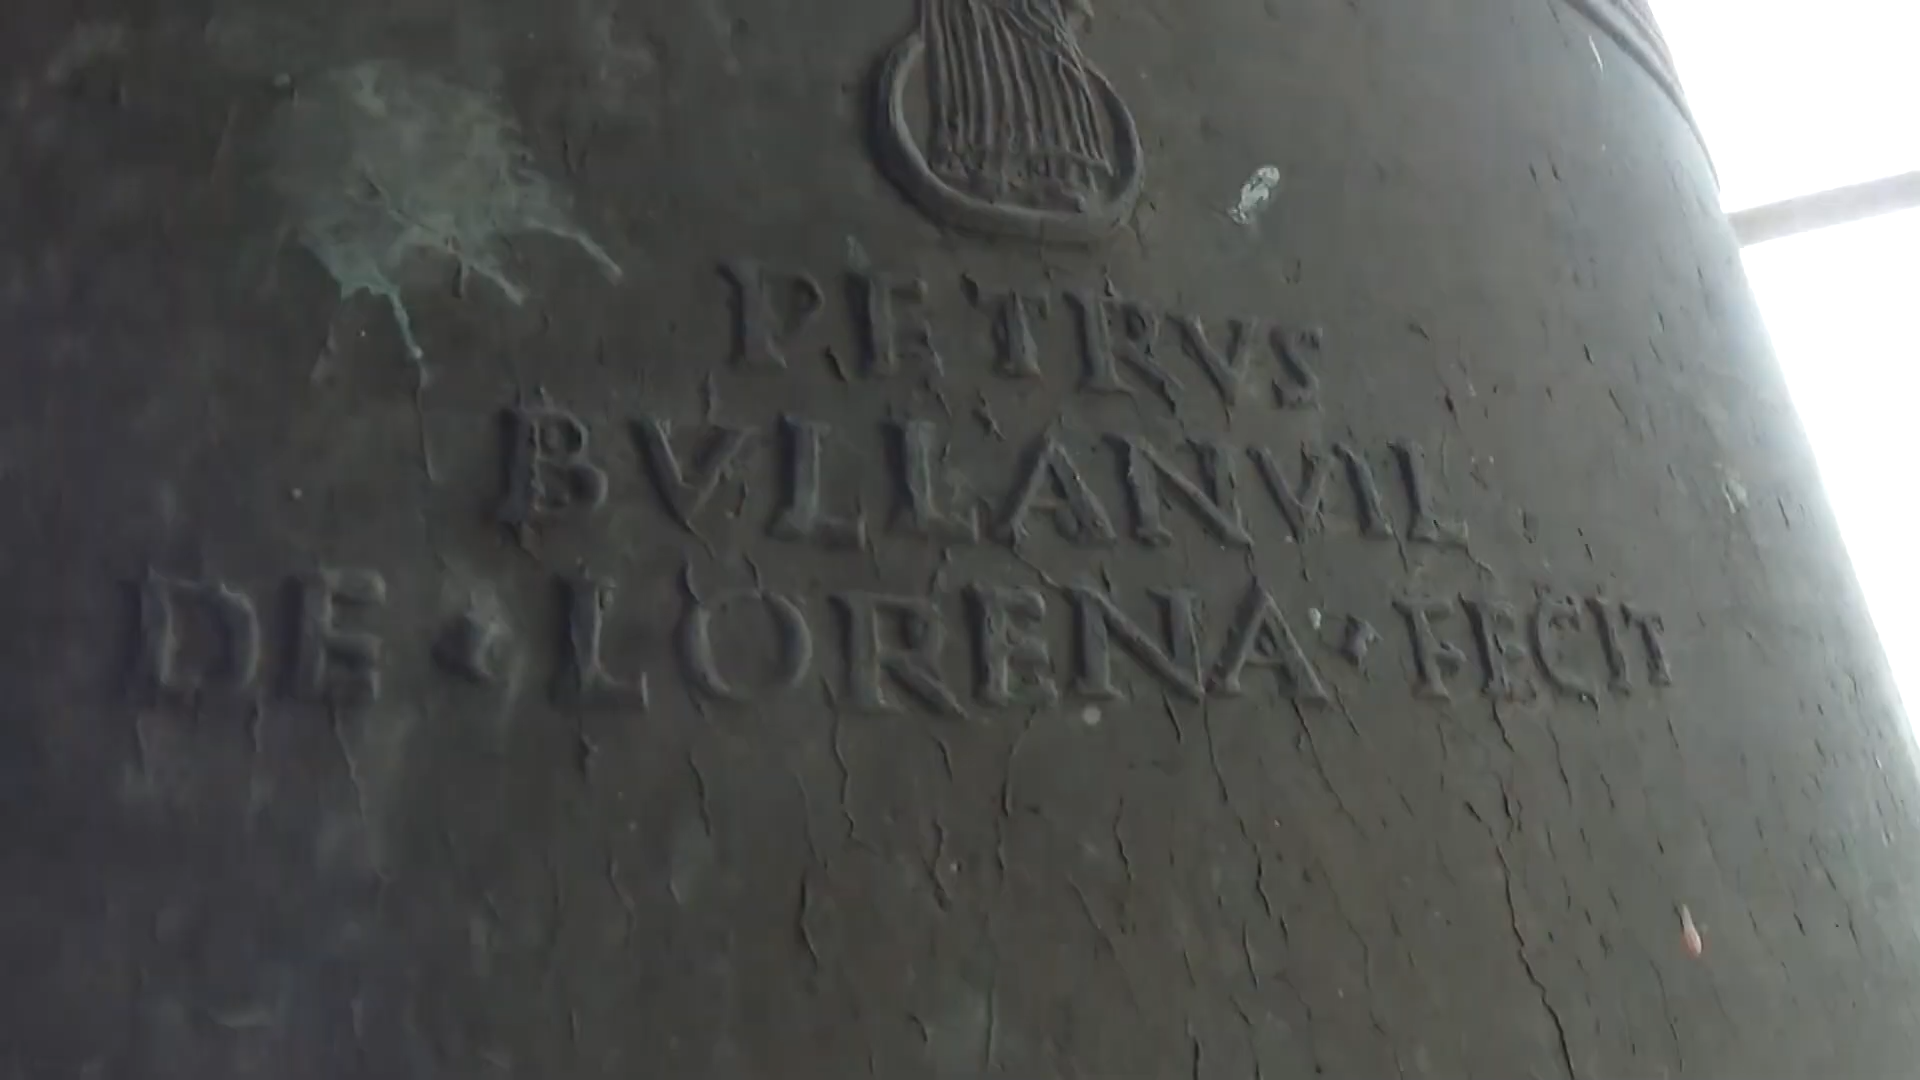 PETRVS
BVLLANVIL
DE · LORENA · FECIT